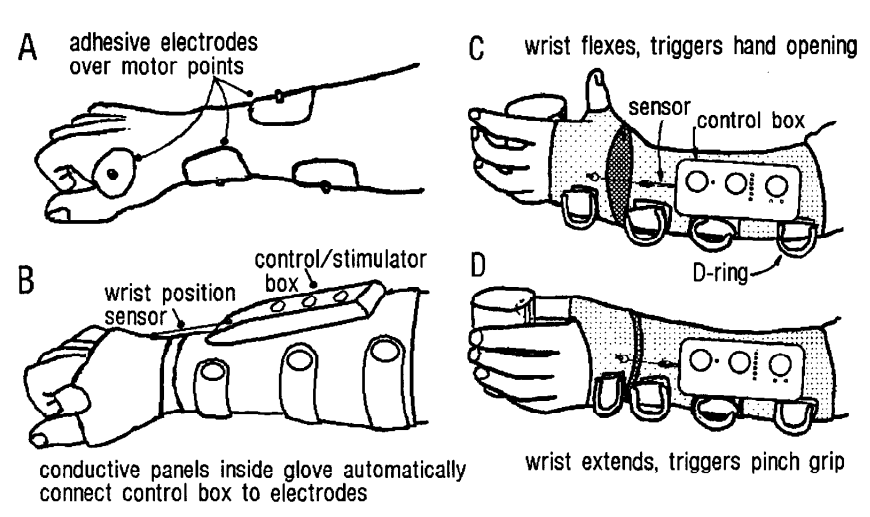 A
adhesive electrodes
over motor points
B
control/stimulator
box
wrist position
sensor
conductive panels inside glove automatically
connect control box to electrodes
C
wrist flexes, triggers hand opening
sensor
control box
D-ring
D
wrist extends, triggers pinch grip